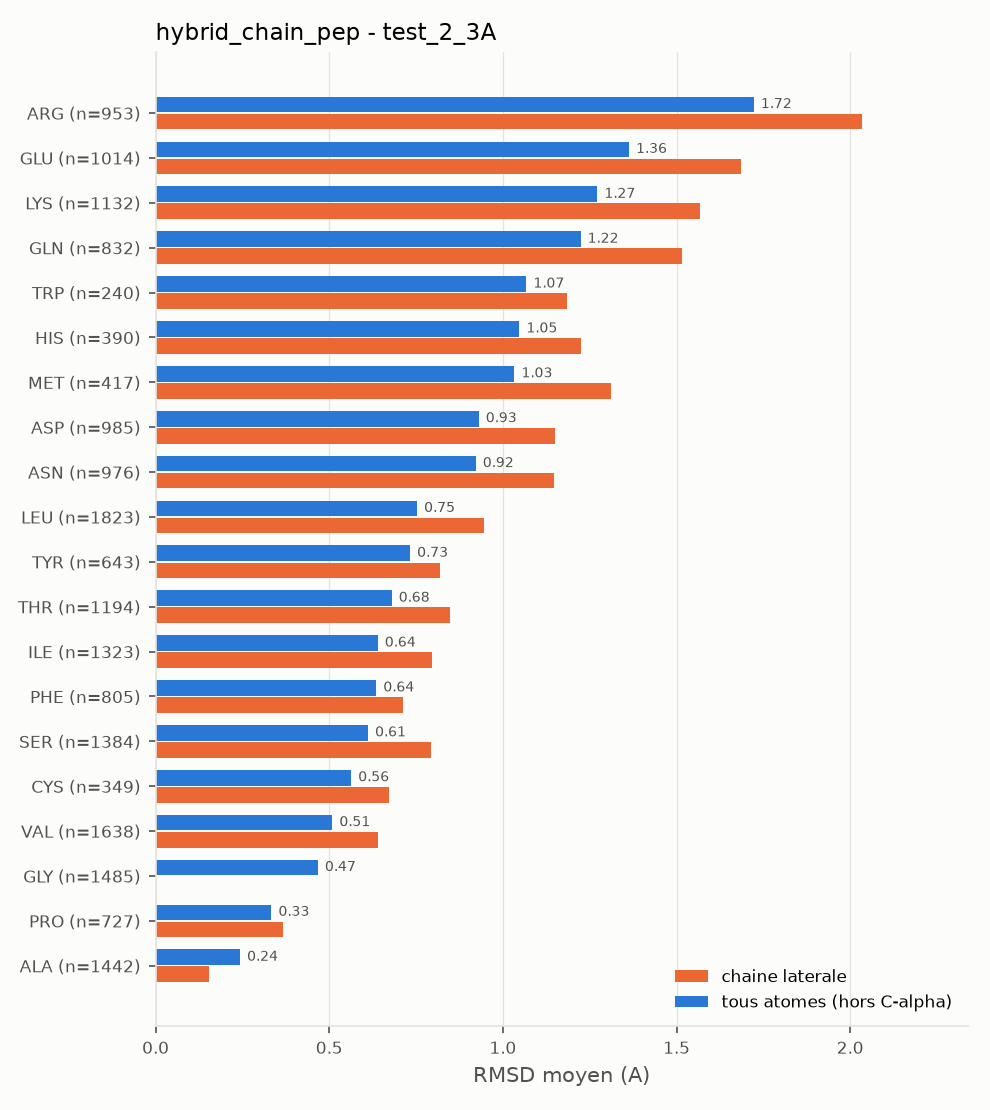 hybrid_chain_pep - test_2_3A
ARG (n=953)
1.72
GLU (n=1014)
1.36
LYS (n=1132)
1.27
GLN (n=832)
1.22
TRP (n=240)
1.07
HIS (n=390)
1.05
MET (n=417)
1.03
ASP (n=985)
0.93
ASN (n=976)
0.92
LEU (n=1823)
0.75
TYR (n=643)
0.73
THR (n=1194)
0.68
ILE (n=1323)
0.64
PHE (n=805)
0.64
SER (n=1384)
0.61
CYS (n=349)
0.56
VAL (n=1638)
0.51
GLY (n=1485)
0.47
PRO (n=727)
0.33
ALA (n=1442)
0.24
chaine laterale
tous atomes (hors C-alpha)
0.0 0.5 1.0 1.5 2.0
RMSD moyen (A)